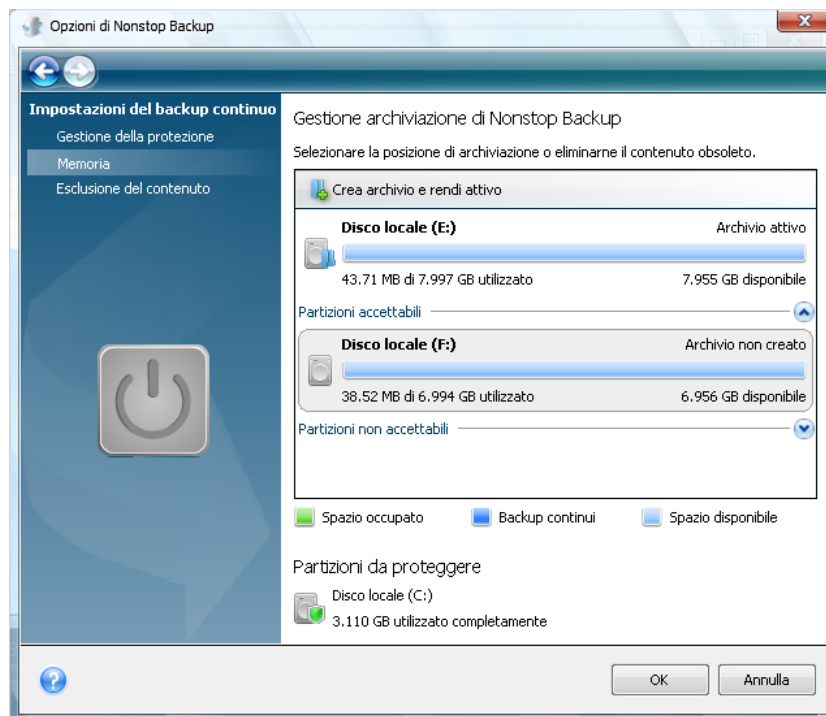 Opzioni di Nonstop Backup
Impostazioni del backup continuo
Gestione della protezione
Memoria
Esclusione del contenuto
Gestione archiviazione di Nonstop Backup
Selezionare la posizione di archiviazione o eliminarne il contenuto obsoleto.
Crea archivio e rendi attivo
Disco locale (E:) Archivio attivo
43.71 MB di 7.997 GB utilizzato 7.955 GB disponibile
Partizioni accettabili
Disco locale (F:) Archivio non creato
38.52 MB di 6.994 GB utilizzato 6.956 GB disponibile
Partizioni non accettabili
Spazio occupato Backup continui Spazio disponibile
Partizioni da proteggere
Disco locale (C:)
3.110 GB utilizzato completamente
? OK Annulla